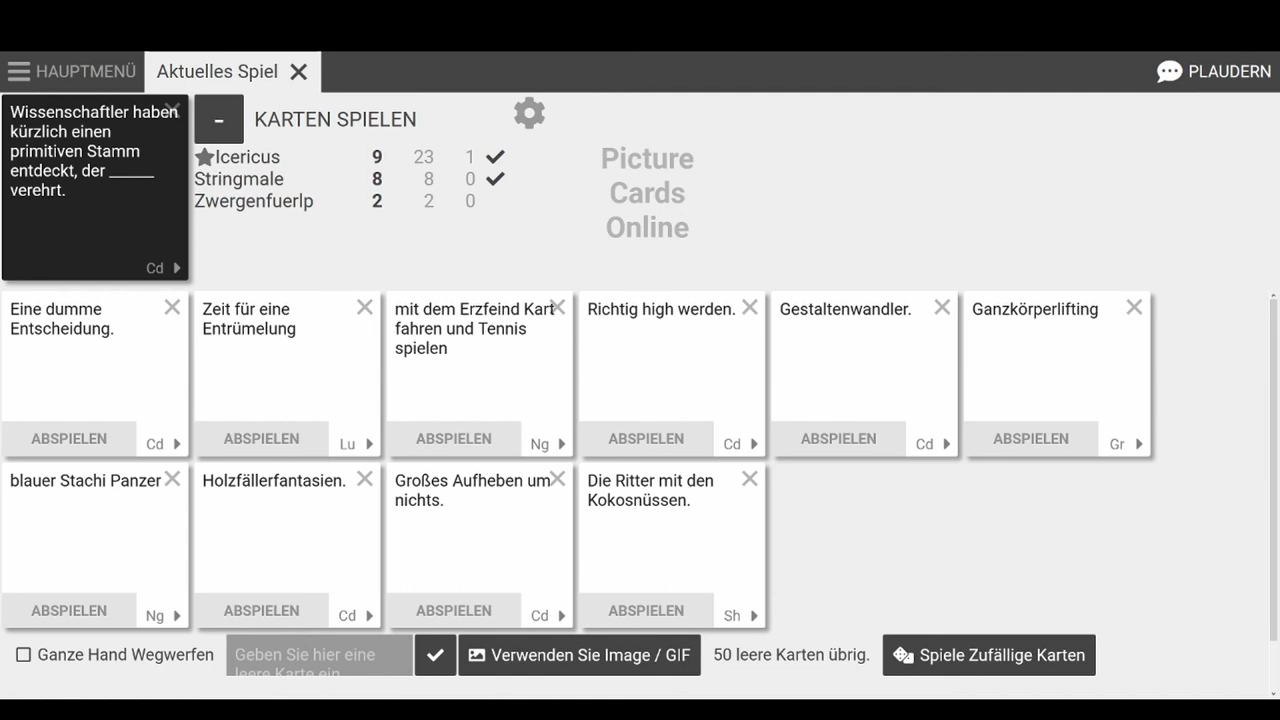 HAUPTMENÜ
Aktuelles Spiel
PLAUDERN
Wissenschaftler haben
kürzlich einen
primitiven Stamm
entdeckt, der ______
verehrt.
Cd
-
KARTEN SPIELEN
Icericus 9 23 1
Stringmale 8 8 0
Zwergenfuerlp 2 2 0
Picture
Cards
Online
Eine dumme
Entscheidung.
ABSPIELEN
Cd
Zeit für eine
Entrümelung
ABSPIELEN
Lu
mit dem Erzfeind Kart
fahren und Tennis
spielen
ABSPIELEN
Ng
Richtig high werden.
ABSPIELEN
Cd
Gestaltenwandler.
ABSPIELEN
Cd
Ganzkörperlifting
ABSPIELEN
Gr
blauer Stachi Panzer
ABSPIELEN
Ng
Holzfällerfantasien.
ABSPIELEN
Cd
Großes Aufheben um
nichts.
ABSPIELEN
Cd
Die Ritter mit den
Kokosnüssen.
ABSPIELEN
Sh
Ganze Hand Wegwerfen
Geben Sie hier eine
leere Karte ein
Verwenden Sie Image / GIF
50 leere Karten übrig.
Spiele Zufällige Karten